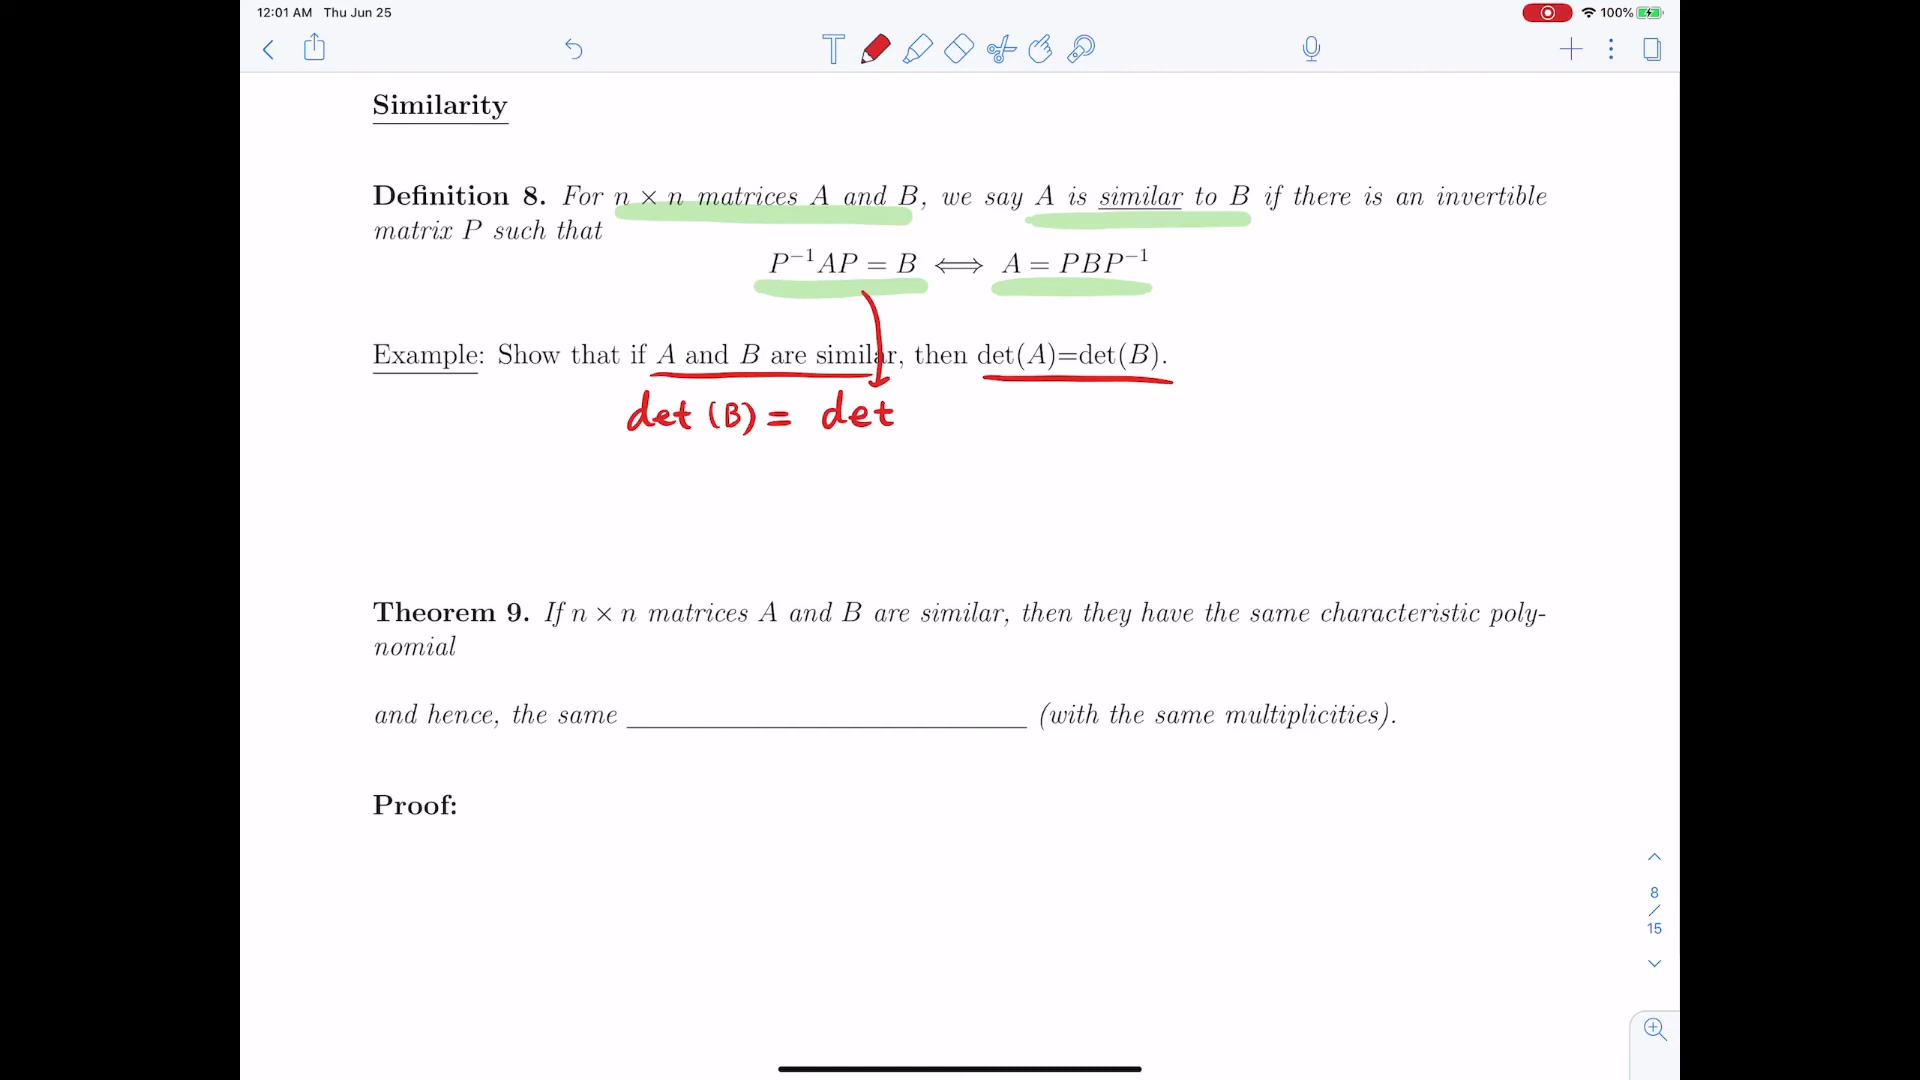 12:01 AM Thu Jun 25
100%
T
Similarity
Definition 8. For n × n matrices A and B, we say A is similar to B if there is an invertible
matrix P such that
P⁻¹AP = B ⟺ A = PBP⁻¹
Example: Show that if A and B are similar, then det(A)=det(B).
det (B) = det
Theorem 9. If n × n matrices A and B are similar, then they have the same characteristic poly-
nomial
and hence, the same ______________________ (with the same multiplicities).
Proof:
8
/
15